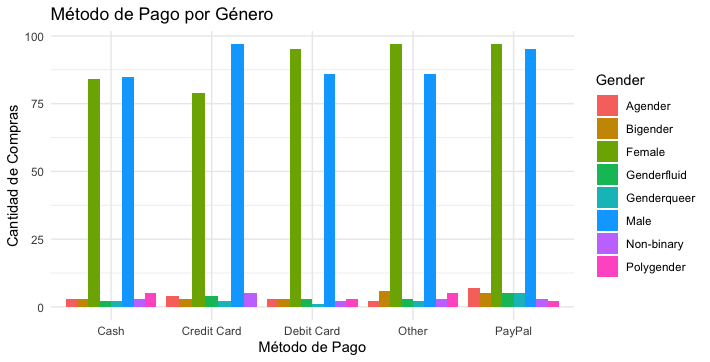 Método de Pago por Género
Cantidad de Compras
100
75
50
25
0
Cash
Credit Card
Debit Card
Other
PayPal
Método de Pago
Gender
Agender
Bigender
Female
Genderfluid
Genderqueer
Male
Non-binary
Polygender